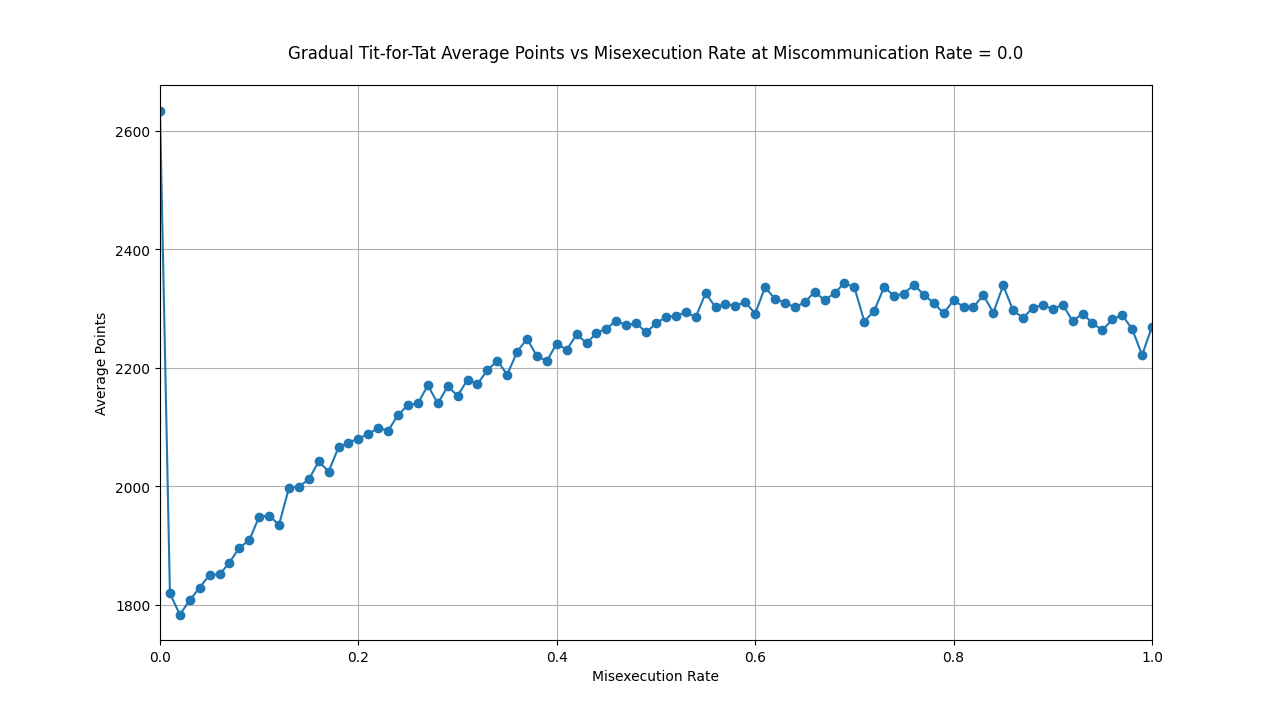 Gradual Tit-for-Tat Average Points vs Misexecution Rate at Miscommunication Rate = 0.0
2600
2400
2200
2000
1800
Average Points
0.0 0.2 0.4 0.6 0.8 1.0
Misexecution Rate